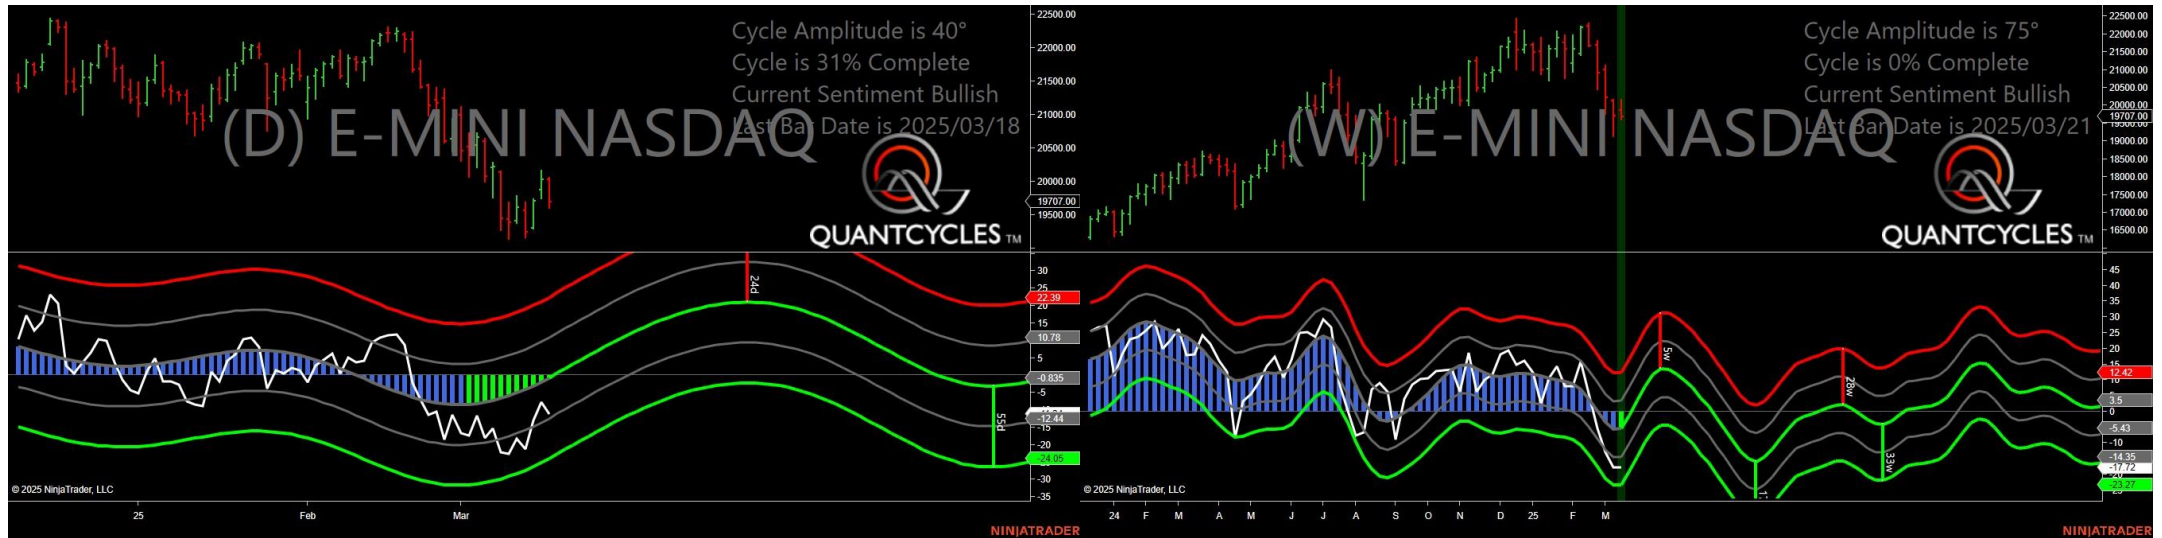 Cycle Amplitude is 40°
Cycle is 31% Complete
Current Sentiment Bullish
Last Bar Date is 2025/03/18
(D) E-MINI NASDAQ
QUANTCYCLES TM
22500.00
22000.00
21500.00
21000.00
20500.00
20000.00
19707.00
19500.00
24d
55d
30
25
22.39
20
15
10.78
5
-0.835
-5
-12.44
-15
-20
-24.05
-30
-35
© 2025 NinjaTrader, LLC
25 Feb Mar
NINJATRADER
Cycle Amplitude is 75°
Cycle is 0% Complete
Current Sentiment Bullish
Last Bar Date is 2025/03/21
(W) E-MINI NASDAQ
QUANTCYCLES TM
22500.00
22000.00
21500.00
21000.00
20500.00
20000.00
19707.00
19500.00
19000.00
18500.00
18000.00
17500.00
17000.00
16500.00
5w
28w
33w
45
40
35
30
25
20
15
12.42
10
3.5
0
-5.43
-10
-14.35
-17.72
-23.27
© 2025 NinjaTrader, LLC
24 F M A M J J A S O N D 25 F M
NINJATRADER